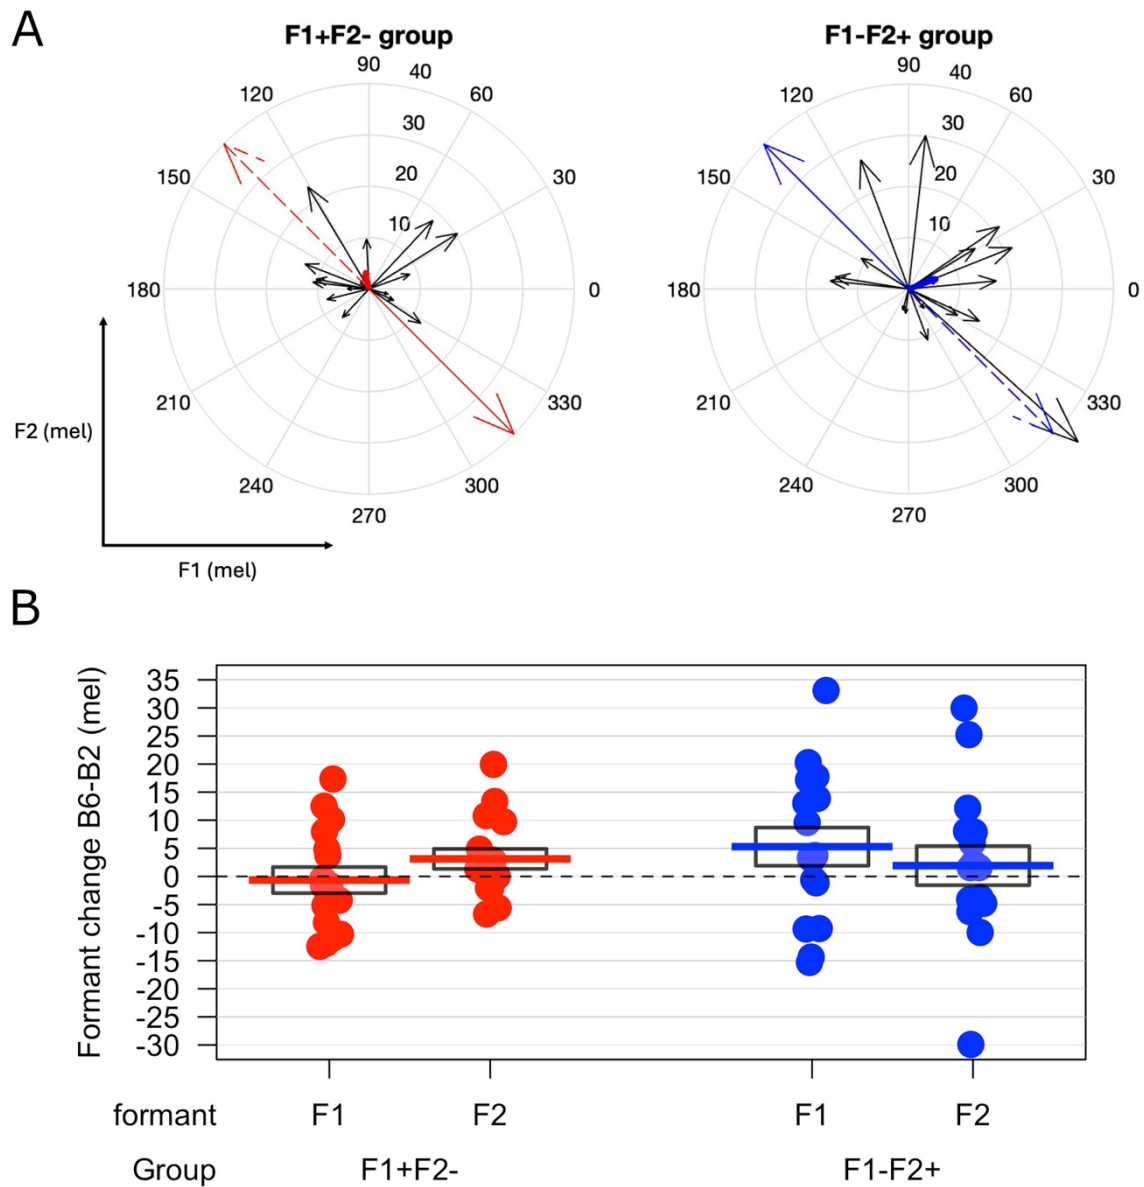 A
F1+F2- group
F1-F2+ group
90 40
120 60
30
150 20 30
10
180 0
210 330
240 300
270
90 40
120 60
30
150 20 30
10
180 0
210 330
240 300
270
F2 (mel)
F1 (mel)
B
Formant change B6-B2 (mel)
35
30
25
20
15
10
5
0
-5
-10
-15
-20
-25
-30
formant F1 F2 F1 F2
Group F1+F2- F1-F2+